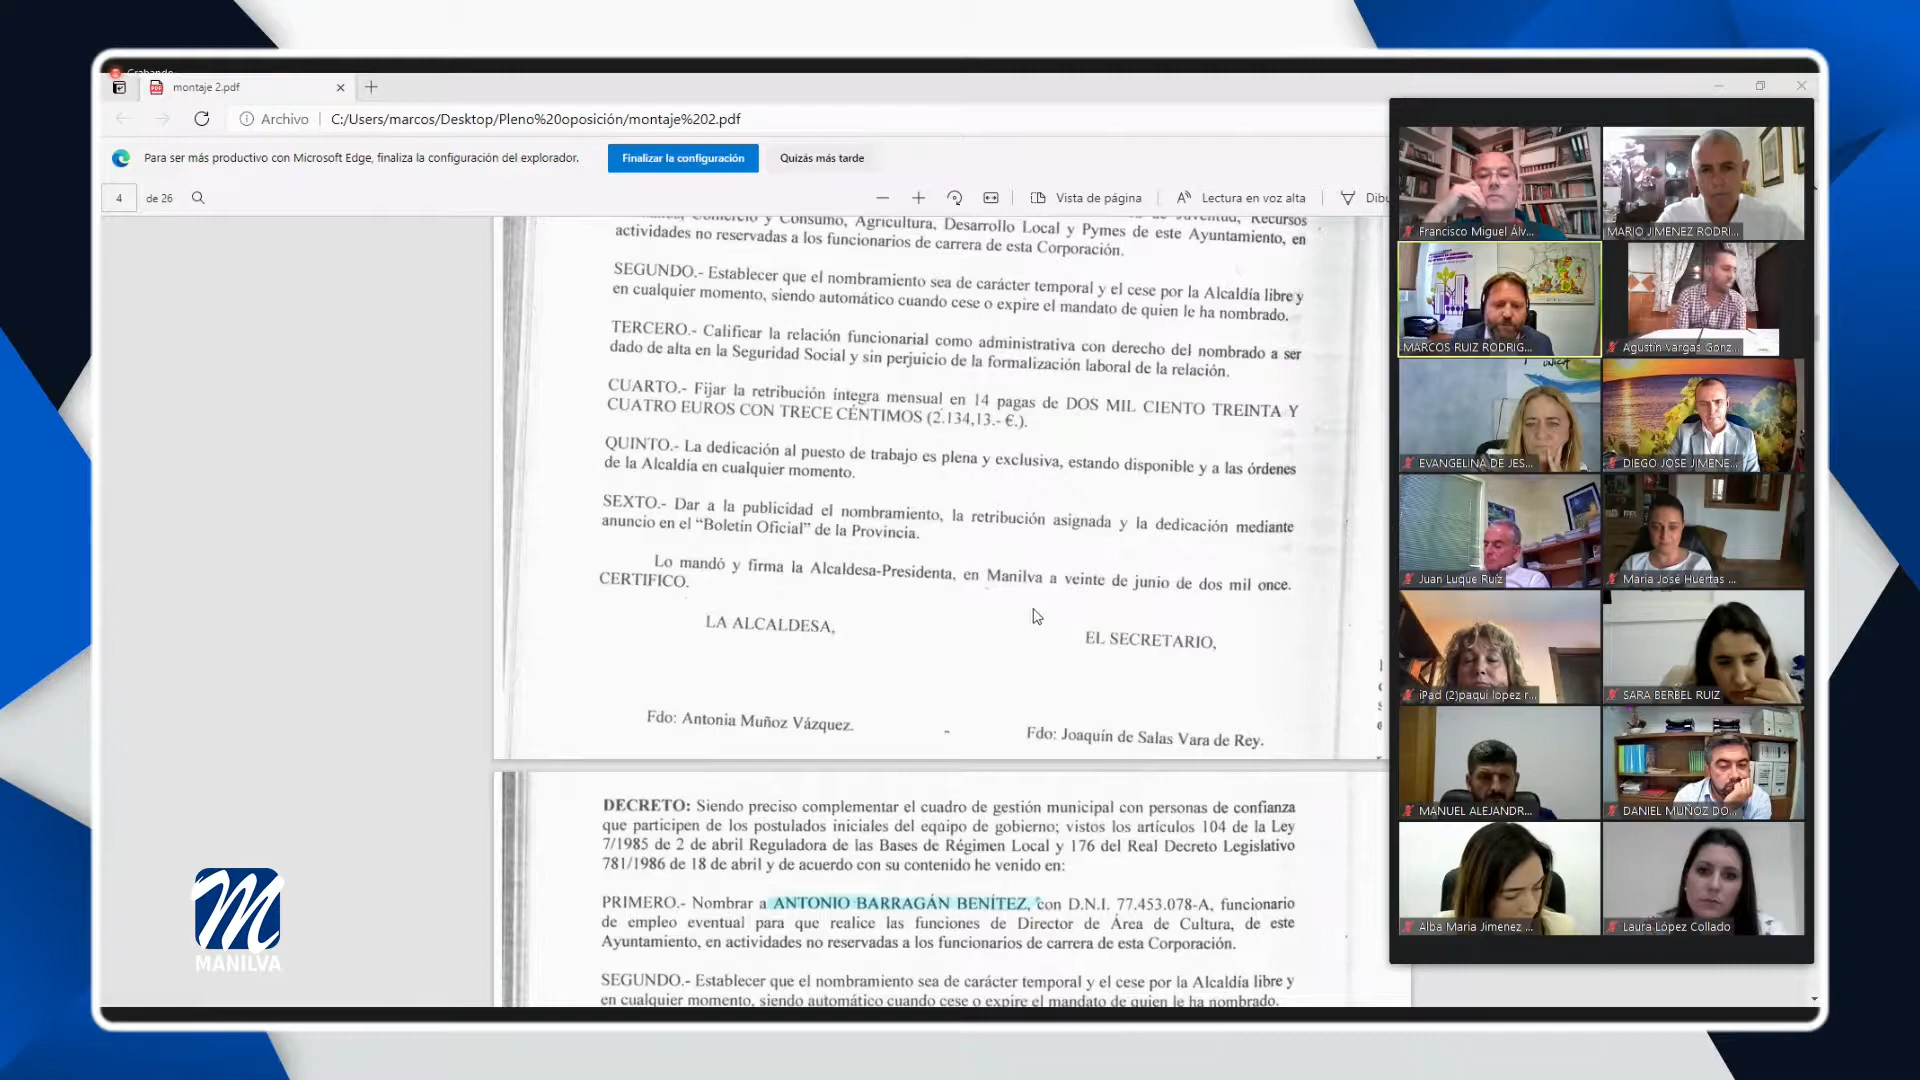 Grabando
montaje 2.pdf
Archivo
C:/Users/marcos/Desktop/Pleno%20oposición/montaje%202.pdf
Para ser más productivo con Microsoft Edge, finaliza la configuración del explorador.
Finalizar la configuración
Quizás más tarde
4 de 26
Vista de página
Lectura en voz alta
Dibu
Comercio y Consumo, Agricultura, Desarrollo Local y Pymes de este Ayuntamiento, en
de Juventud, Recursos
actividades no reservadas a los funcionarios de carrera de esta Corporación.
SEGUNDO.- Establecer que el nombramiento sea de carácter temporal y el cese por la Alcaldía libre y
en cualquier momento, siendo automático cuando cese o expire el mandato de quien le ha nombrado.
TERCERO.- Calificar la relación funcionarial como administrativa con derecho del nombrado a ser
dado de alta en la Seguridad Social y sin perjuicio de la formalización laboral de la relación.
CUARTO.- Fijar la retribución íntegra mensual en 14 pagas de DOS MIL CIENTO TREINTA Y
CUATRO EUROS CON TRECE CÉNTIMOS (2.134,13.- €.).
QUINTO.- La dedicación al puesto de trabajo es plena y exclusiva, estando disponible y a las órdenes
de la Alcaldía en cualquier momento.
SEXTO.- Dar a la publicidad el nombramiento, la retribución asignada y la dedicación mediante
anuncio en el “Boletín Oficial” de la Provincia.
Lo mandó y firma la Alcaldesa-Presidenta, en Manilva a veinte de junio de dos mil once.
CERTIFICO.
LA ALCALDESA,
EL SECRETARIO,
Fdo: Antonia Muñoz Vázquez.
Fdo: Joaquín de Salas Vara de Rey.
DECRETO: Siendo preciso complementar el cuadro de gestión municipal con personas de confianza
que participen de los postulados iniciales del equipo de gobierno; vistos los artículos 104 de la Ley
7/1985 de 2 de abril Reguladora de las Bases de Régimen Local y 176 del Real Decreto Legislativo
781/1986 de 18 de abril y de acuerdo con su contenido he venido en:
PRIMERO.- Nombrar a ANTONIO BARRAGÁN BENÍTEZ, con D.N.I. 77.453.078-A, funcionario
de empleo eventual para que realice las funciones de Director de Área de Cultura, de este
Ayuntamiento, en actividades no reservadas a los funcionarios de carrera de esta Corporación.
SEGUNDO.- Establecer que el nombramiento sea de carácter temporal y el cese por la Alcaldía libre y
en cualquier momento, siendo automático cuando cese o expire el mandato de quien le ha nombrado.
Francisco Miguel Álv...
MARIO JIMENEZ RODRI...
MARCOS RUIZ RODRIG...
Agustín Vargas Gonz...
EVANGELINA DE JES...
DIEGO JOSE JIMENE...
Juan Luque Ruiz
Maria José Huertas ...
iPad (2)paqui lopez r...
SARA BERBEL RUIZ
MANUEL ALEJANDR...
DANIEL MUÑOZ DO...
Alba Maria Jimenez ...
Laura López Collado
M
MANILVA